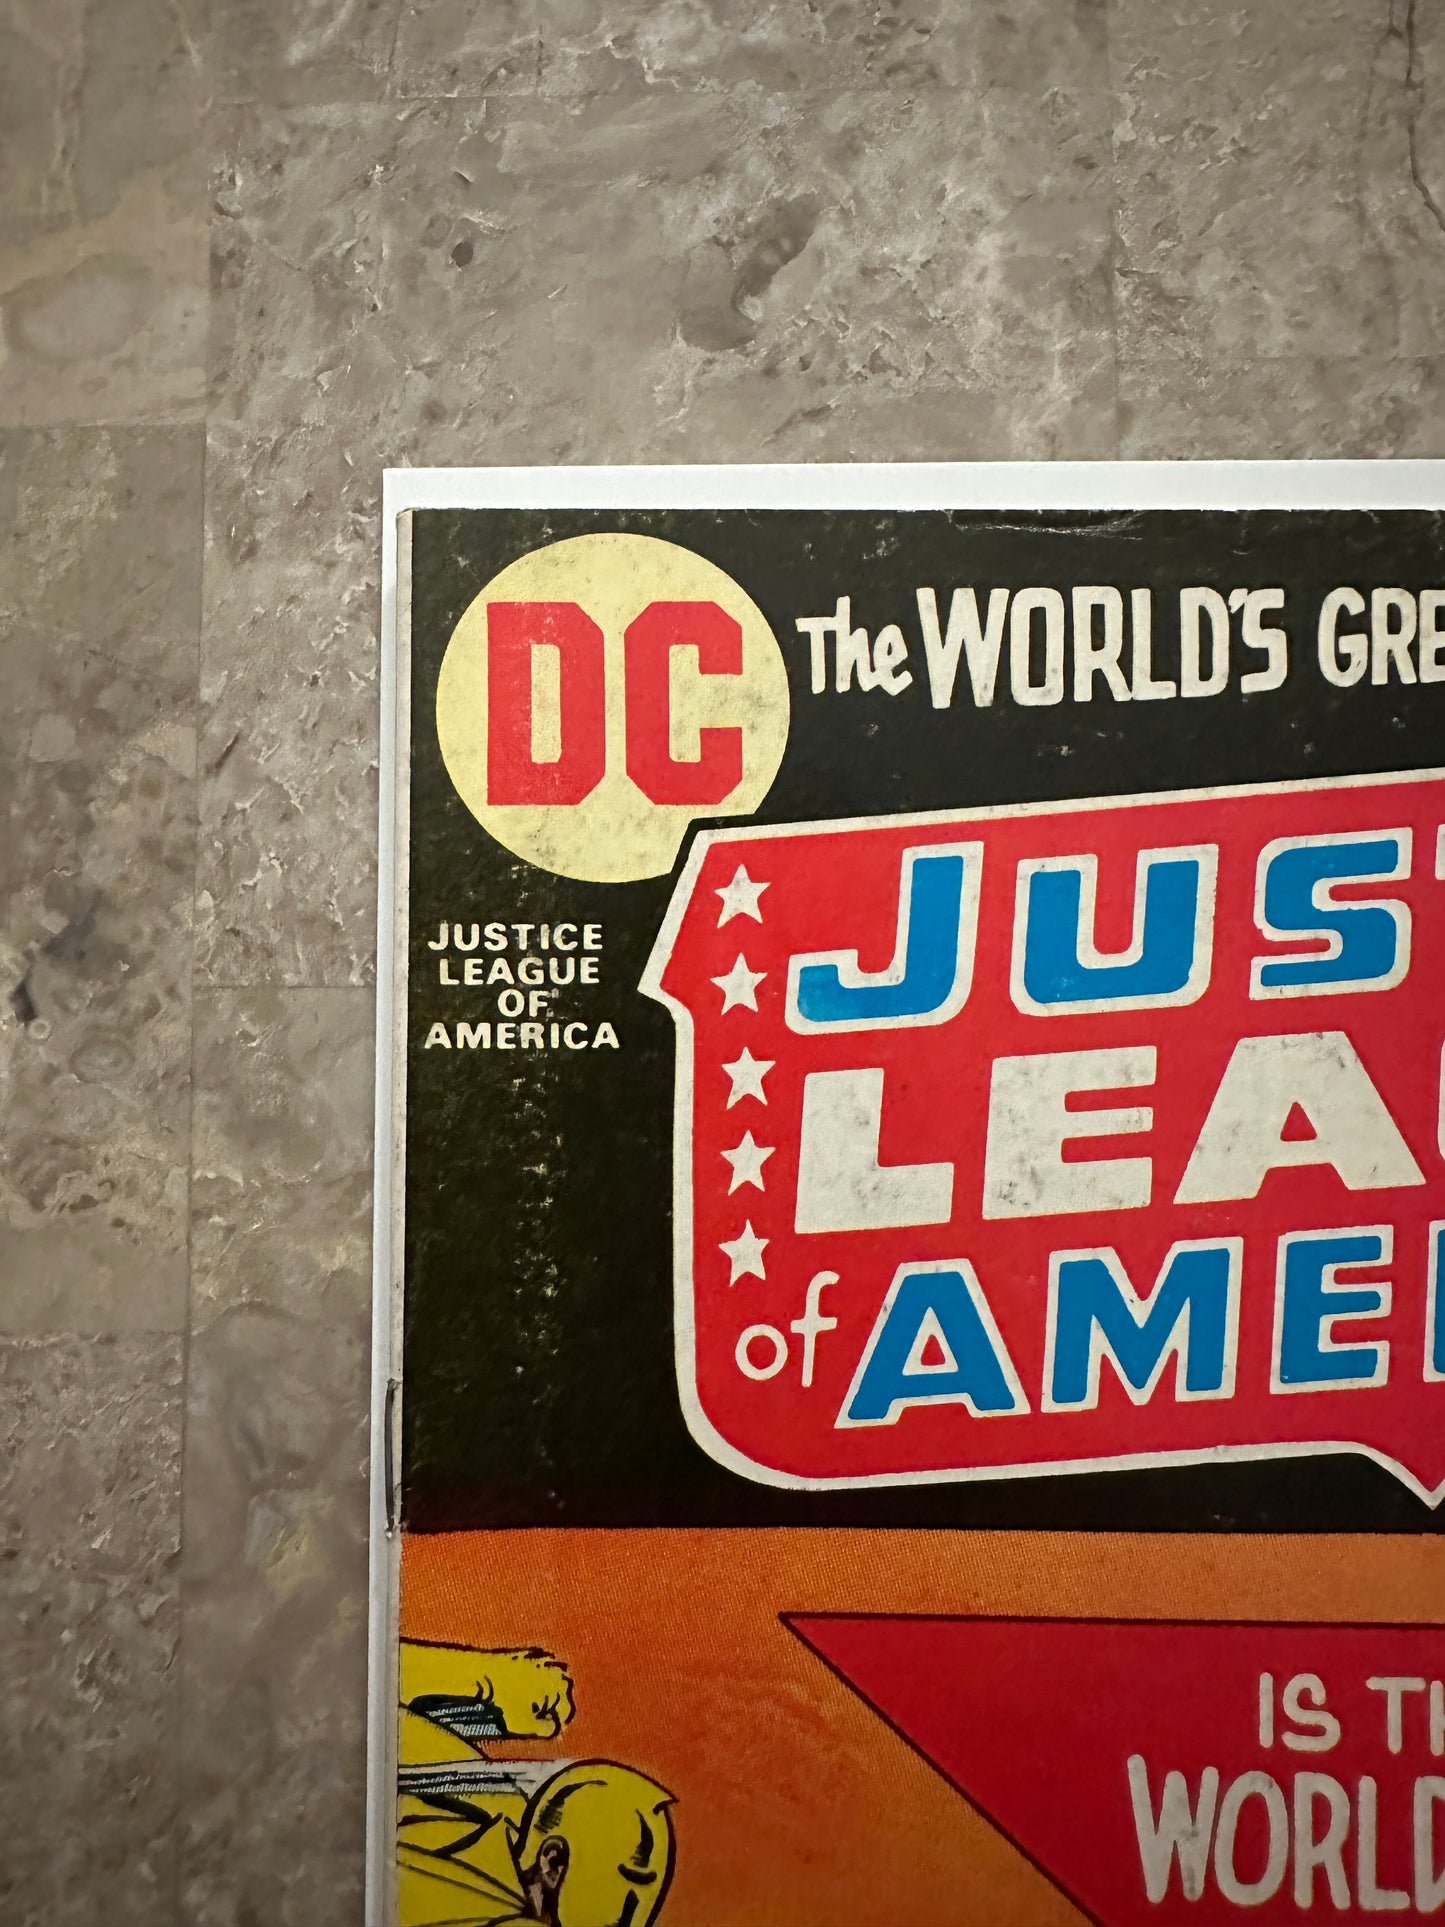 DC
The WORLD'S GRE
JUSTICE
LEAGUE
OF
AMERICA
JUS
LEA
of AME
IS
WORLD